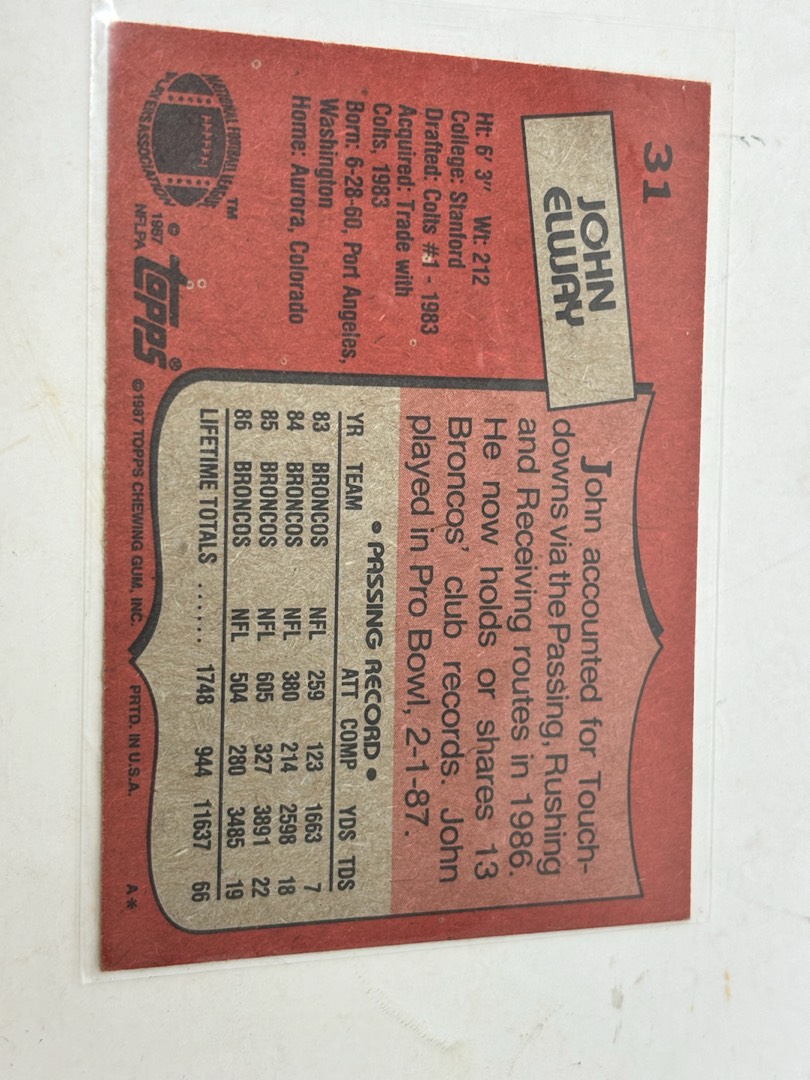 31
JOHN
ELWAY
Ht: 6' 3" Wt: 212
College: Stanford
Drafted: Colts #1 - 1983
Acquired: Trade with
Colts, 1983
Born: 6-28-60, Port Angeles,
Washington
Home: Aurora, Colorado
NATIONAL FOOTBALL LEAGUE
PLAYERS ASSOCIATION
TM
© 1987
NFLPA
topps®
John accounted for Touch-
downs via the Passing, Rushing
and Receiving routes in 1986.
He now holds or shares 13
Broncos' club records. John
played in Pro Bowl, 2-1-87.
• PASSING RECORD •
YR TEAM ATT COMP YDS TDS
83 BRONCOS NFL 259 123 1663 7
84 BRONCOS NFL 380 214 2598 18
85 BRONCOS NFL 605 327 3891 22
86 BRONCOS NFL 504 280 3485 19
LIFETIME TOTALS ...... 1748 944 11637 66
©1987 TOPPS CHEWING GUM, INC. PRTD. IN U.S.A. A*